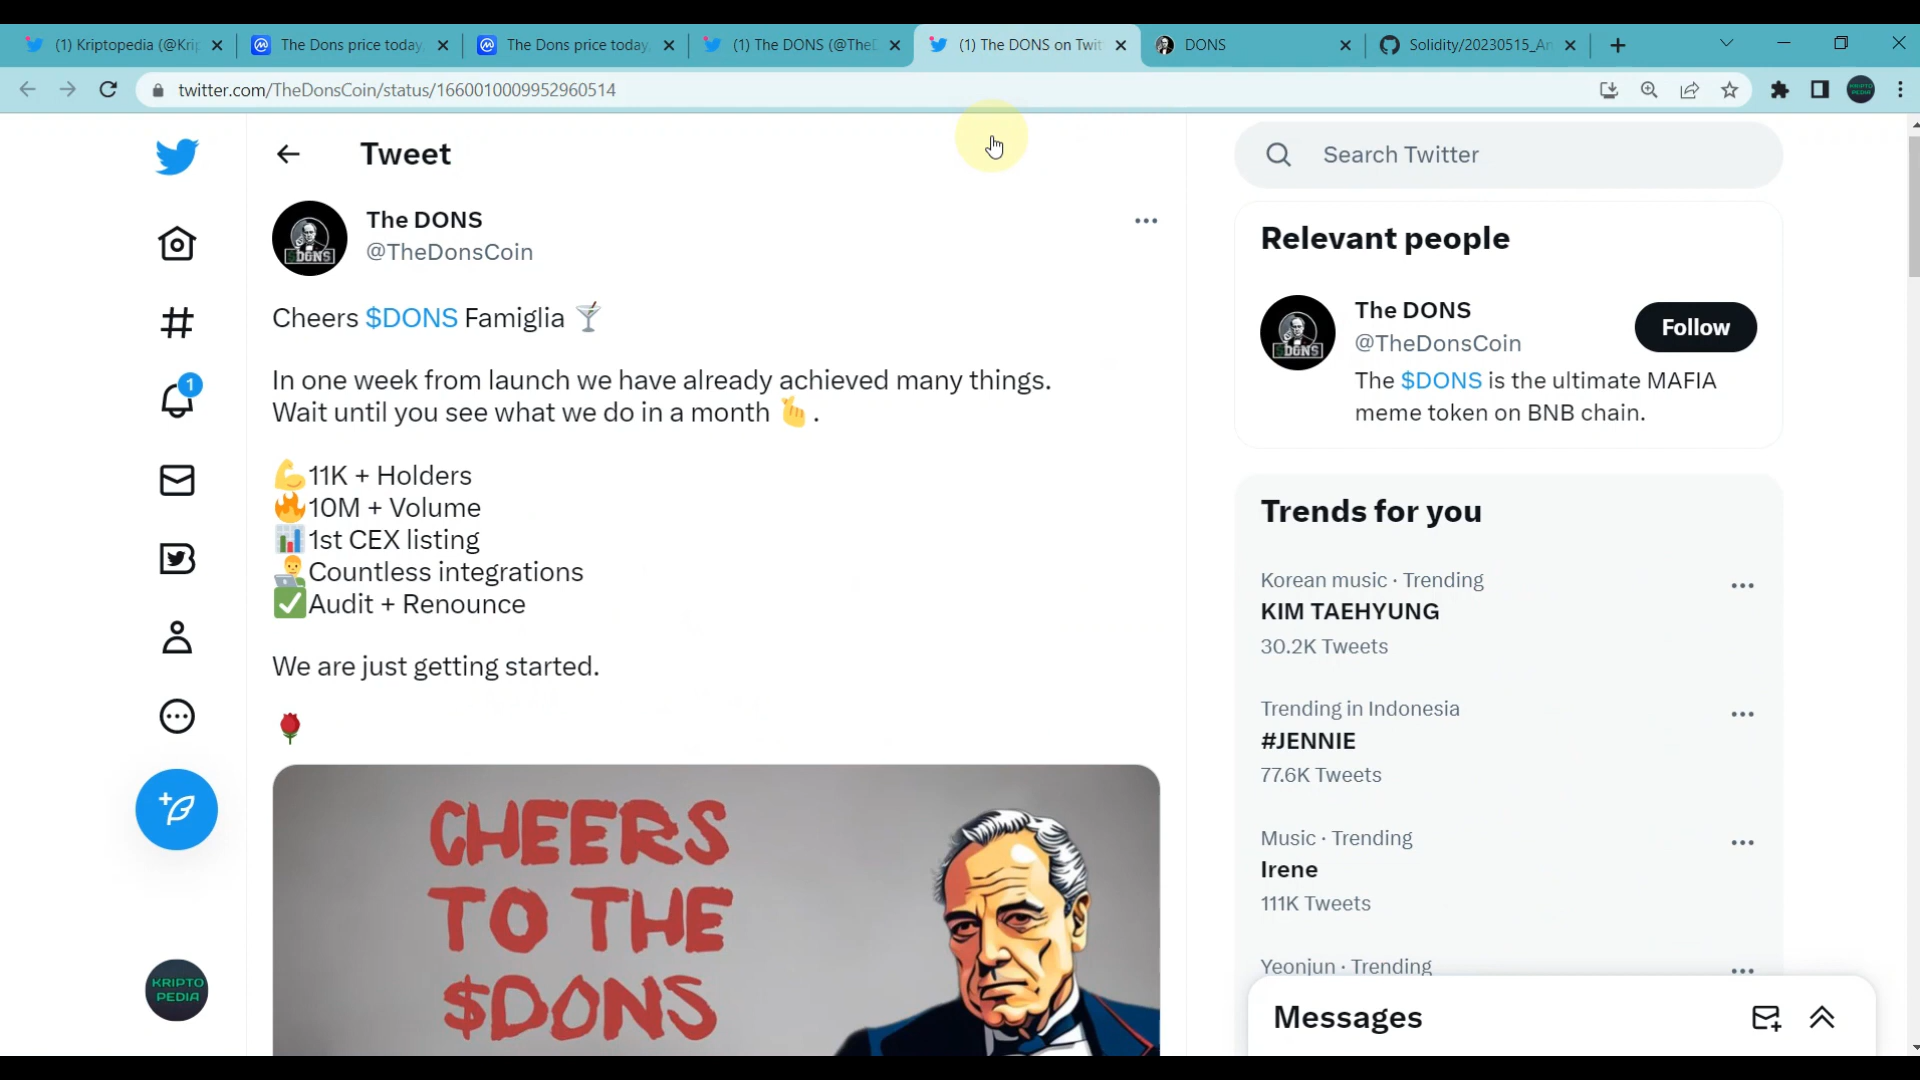 (1) Kriptopedia (@Kri
The Dons price today,
The Dons price today,
(1) The DONS (@TheD
(1) The DONS on Twit
DONS
Solidity/20230515_A
twitter.com/TheDonsCoin/status/1660010009952960514
Tweet
Search Twitter
The DONS
@TheDonsCoin
Cheers $DONS Famiglia
In one week from launch we have already achieved many things.
Wait until you see what we do in a month .
11K + Holders
10M + Volume
1st CEX listing
Countless integrations
Audit + Renounce
We are just getting started.
CHEERS
TO THE
$DONS
$DONS
1
KRIPTO
PEDIA
Relevant people
The DONS
@TheDonsCoin
Follow
The $DONS is the ultimate MAFIA
meme token on BNB chain.
$DONS
Trends for you
Korean music · Trending
KIM TAEHYUNG
30.2K Tweets
Trending in Indonesia
#JENNIE
77.6K Tweets
Music · Trending
Irene
111K Tweets
Yeonjun · Trending
Messages